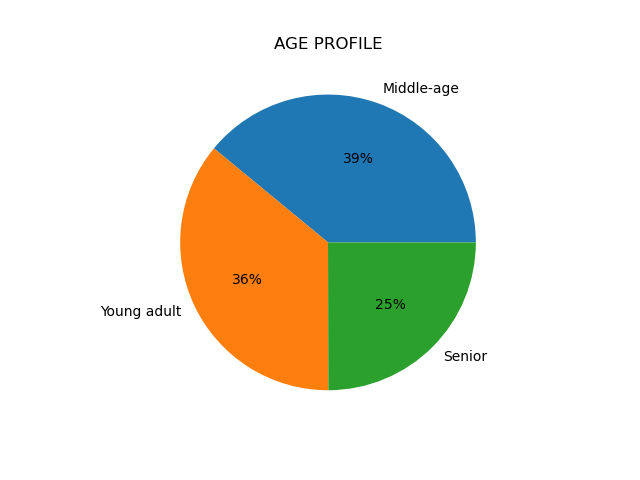 AGE PROFILE
Middle-age
39%
36%
25%
Young adult
Senior